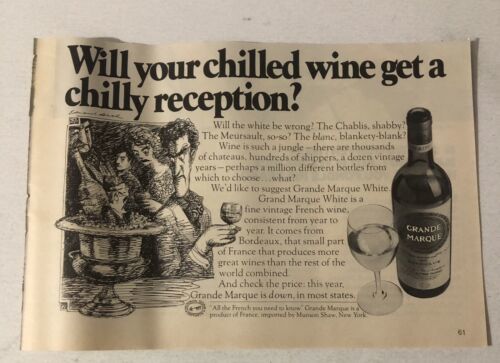 Will your chilled wine get a
chilly reception?
Will the white be wrong? The Chablis, shabby?
The Meursault, so-so? The blanc, blankety-blank?
Wine is such a jungle—there are thousands
of chateaus, hundreds of shippers, a dozen vintage
years—perhaps a million different bottles from
which to choose . . . what?
We'd like to suggest Grande Marque White.
Grand Marque White is a
fine vintage French wine,
consistent from year to
year. It comes from
Bordeaux, that small part
of France that produces more
great wines than the rest of the
world combined.
And check the price: this year,
Grande Marque is down, in most states.
"All the French you need to know" Grande Marque is a
product of France, imported by Munson Shaw, New York.
GRANDE
MARQUE
61